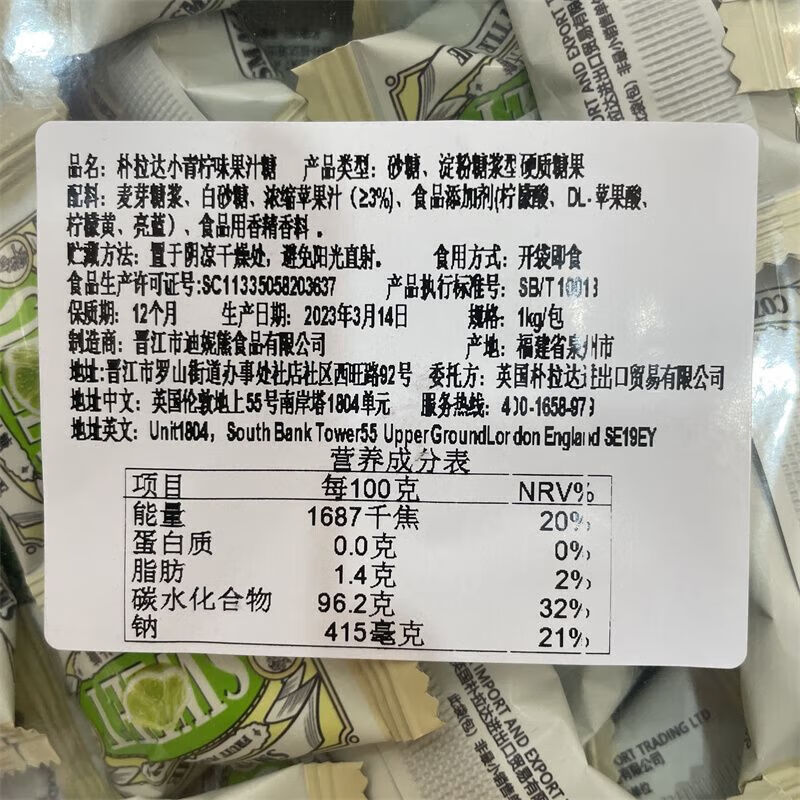 品名: 朴拉达小青柠味果汁糖 产品类型: 砂糖、淀粉糖浆型硬质糖果
配料: 麦芽糖浆、白砂糖、浓缩苹果汁 (≥3%)、食品添加剂(柠檬酸、DL-苹果酸、
柠檬黄、亮蓝)、食品用香精香料。
贮藏方法: 置于阴凉干燥处, 避免阳光直射。 食用方式: 开袋即食
食品生产许可证号:SC11335058203637 产品执行标准号: SB/T10018
保质期: 12个月 生产日期: 2023年3月14日 规格: 1kg/包
制造商: 晋江市迪妮熊食品有限公司 产地: 福建省泉州市
地址:晋江市罗山街道办事处社店社区西旺路92号 委托方: 英国朴拉达进出口贸易有限公司
地址中文: 英国伦敦地上55号南岸塔1804单元 服务热线:
地址英文: Unit1804, South Bank Tower55 UpperGroundLondon England SE19EY
营养成分表
项目 每100克 NRV%
能量 1687千焦 20%
蛋白质 0.0克 0%
脂肪 1.4克 2%
碳水化合物 96.2克 32%
钠 415毫克 21%
IMPORT AND EXPORT
ORT TRADING LTD